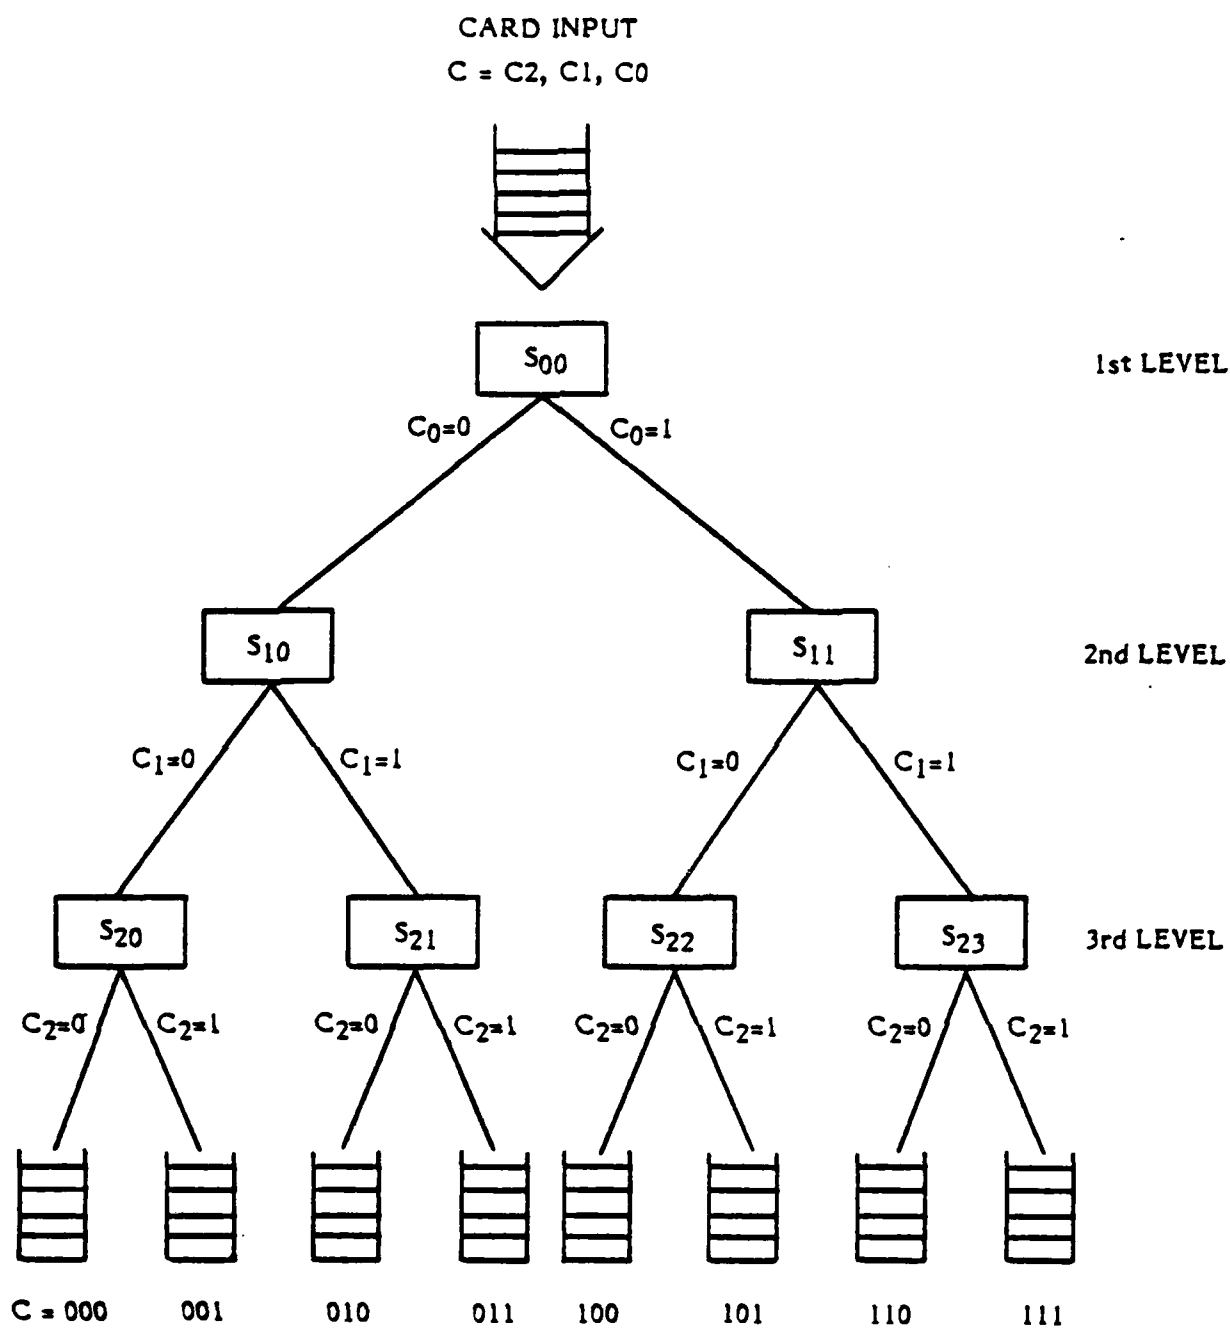 CARD INPUT
C = C2, C1, C0
S00
1st LEVEL
C0=0
C0=1
S10
S11
2nd LEVEL
C1=0
C1=1
C1=0
C1=1
S20
S21
S22
S23
3rd LEVEL
C2=0
C2=1
C2=0
C2=1
C2=0
C2=1
C2=0
C2=1
C = 000
001
010
011
100
101
110
111